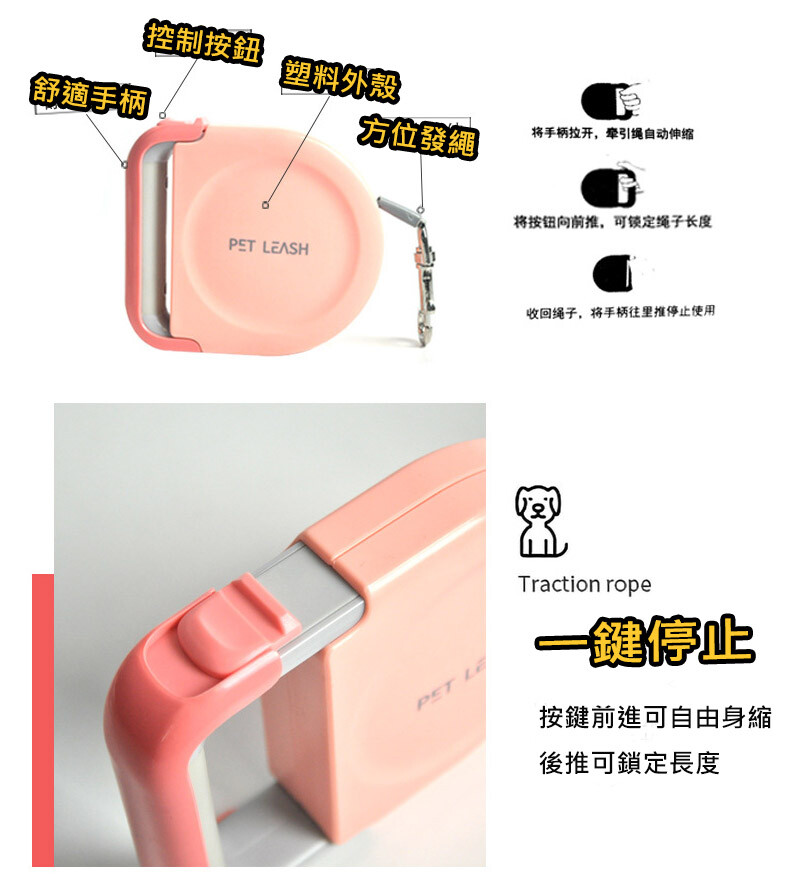 控制按鈕
塑料外殼
舒適手柄
方位發繩
PET LEASH
将手柄拉开，牵引绳自动伸缩
将按钮向前推，可锁定绳子长度
收回绳子，将手柄往里推停止使用
PET LE
Traction rope
一鍵停止
按鍵前進可自由身縮
後推可鎖定長度